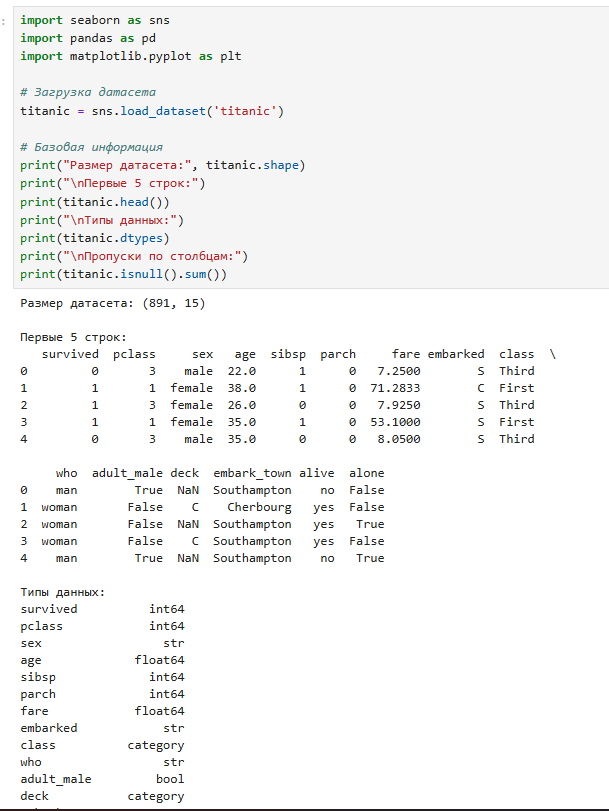 :
import seaborn as sns
import pandas as pd
import matplotlib.pyplot as plt
# Загрузка датасета
titanic = sns.load_dataset('titanic')
# Базовая информация
print("Размер датасета:", titanic.shape)
print("\nПервые 5 строк:")
print(titanic.head())
print("\nТипы данных:")
print(titanic.dtypes)
print("\nПропуски по столбцам:")
print(titanic.isnull().sum())
Размер датасета: (891, 15)
Первые 5 строк:
   survived  pclass     sex   age  sibsp  parch     fare embarked  class  \
0         0       3    male  22.0      1      0   7.2500        S  Third
1         1       1  female  38.0      1      0  71.2833        C  First
2         1       3  female  26.0      0      0   7.9250        S  Third
3         1       1  female  35.0      1      0  53.1000        S  First
4         0       3    male  35.0      0      0   8.0500        S  Third
     who  adult_male deck  embark_town alive  alone
0    man        True  NaN  Southampton    no  False
1  woman       False    C    Cherbourg   yes  False
2  woman       False  NaN  Southampton   yes   True
3  woman       False    C  Southampton   yes  False
4    man        True  NaN  Southampton    no   True
Типы данных:
survived          int64
pclass            int64
sex                 str
age             float64
sibsp             int64
parch             int64
fare            float64
embarked            str
class          category
who                 str
adult_male         bool
deck           category